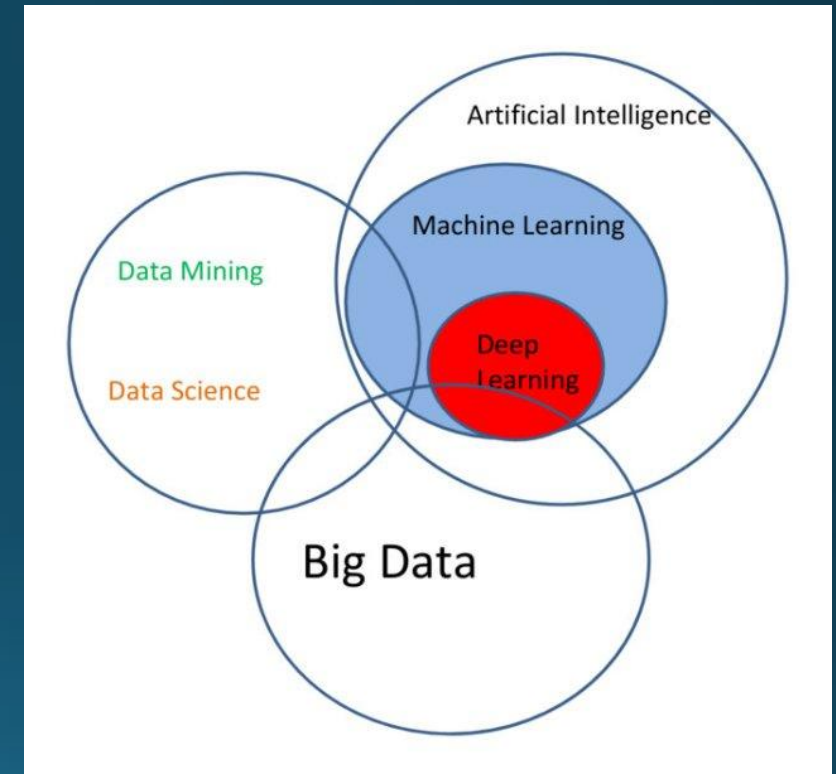 Artificial Intelligence
Machine Learning
Data Mining
Deep
Learning
Data Science
Big Data